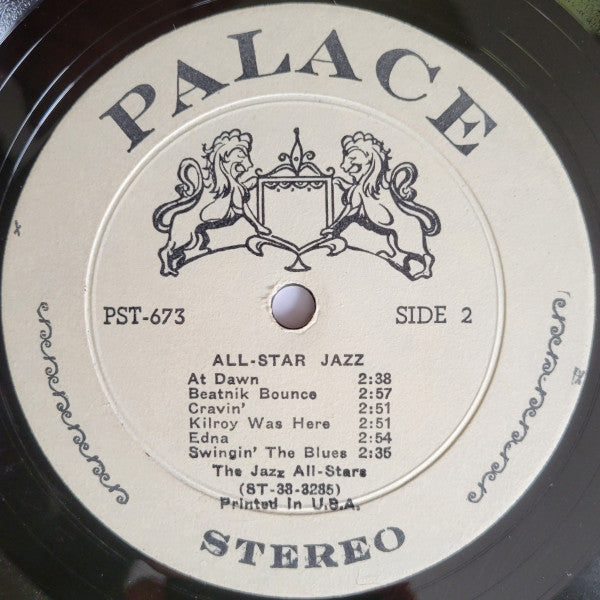 PALACE
PST-673 SIDE 2
ALL-STAR JAZZ
At Dawn 2:38
Beatnik Bounce 2:57
Cravin' 2:51
Kilroy Was Here 2:51
Edna 2:54
Swingin' The Blues 2:35
The Jazz All-Stars
(ST-33-3285)
Printed In U.S.A.
STEREO